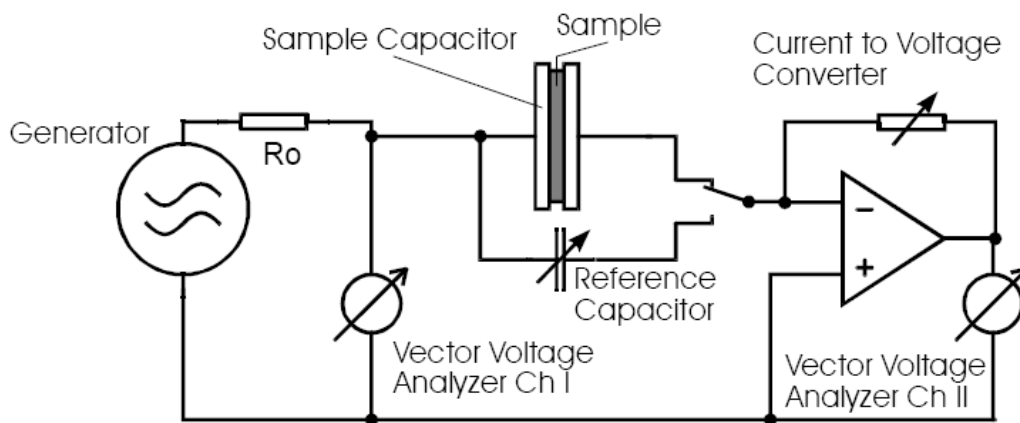 Sample Capacitor
Sample
Current to Voltage
Converter
Generator
Ro
−
+
Reference
Capacitor
Vector Voltage
Analyzer Ch I
Vector Voltage
Analyzer Ch II